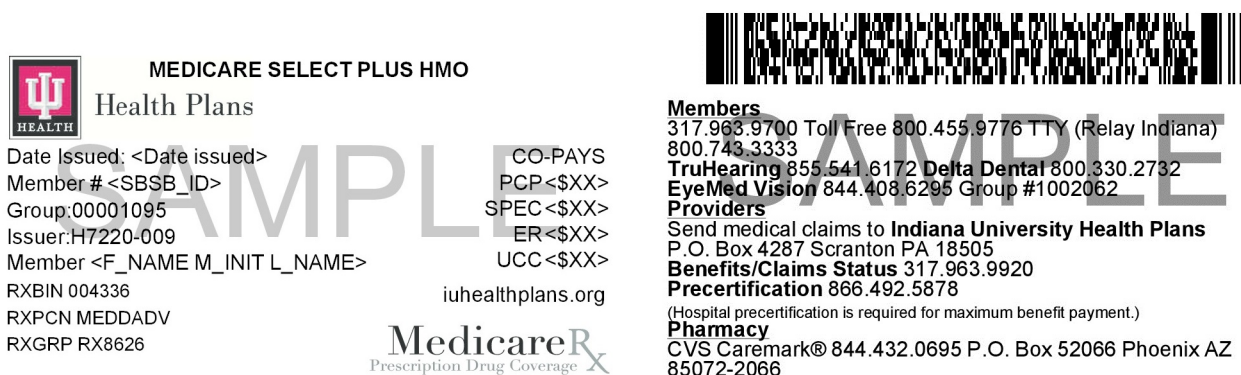 MEDICARE SELECT PLUS HMO
HEALTH
Health Plans
SAMPLE
Date Issued: <Date issued>
Member # <SBSB_ID>
Group:00001095
Issuer:H7220-009
Member <F_NAME M_INIT L_NAME>
RXBIN 004336
RXPCN MEDDADV
RXGRP RX8626
CO-PAYS
PCP<$XX>
SPEC<$XX>
ER<$XX>
UCC<$XX>
iuhealthplans.org
MedicareRx
Prescription Drug Coverage
SAMPLE
Members
317.963.9700 Toll Free 800.455.9776 TTY (Relay Indiana)
800.743.3333
TruHearing 855.541.6172 Delta Dental 800.330.2732
EyeMed Vision 844.408.6295 Group #1002062
Providers
Send medical claims to Indiana University Health Plans
P.O. Box 4287 Scranton PA 18505
Benefits/Claims Status 317.963.9920
Precertification 866.492.5878
(Hospital precertification is required for maximum benefit payment.)
Pharmacy
CVS Caremark® 844.432.0695 P.O. Box 52066 Phoenix AZ
85072-2066